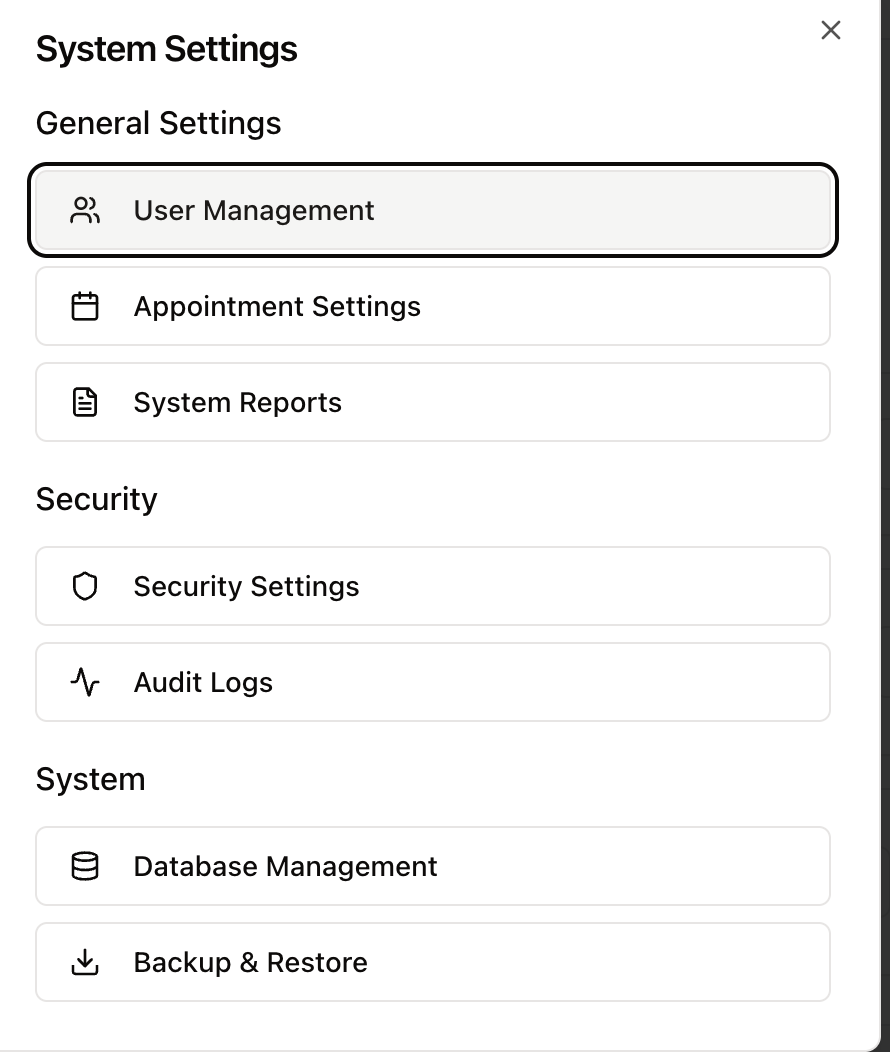 System Settings
General Settings
User Management
Appointment Settings
System Reports
Security
Security Settings
Audit Logs
System
Database Management
Backup & Restore